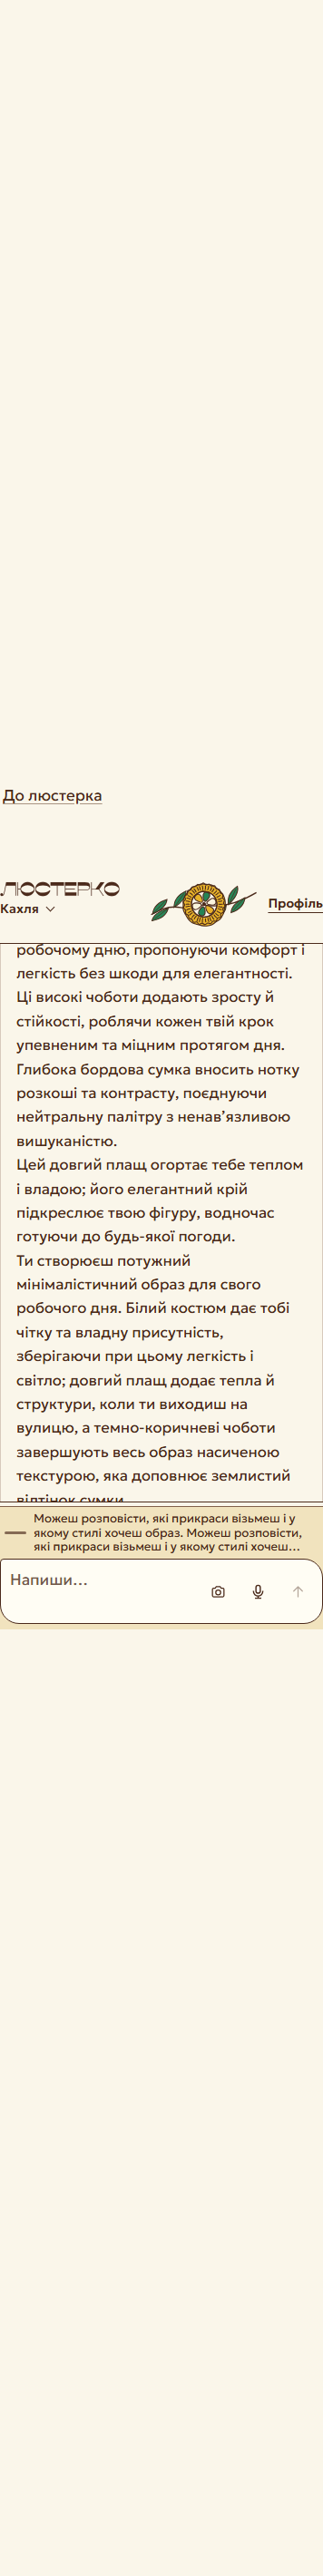 До люстерка
ЛЮСТЕРКО
Кахля
Профіль
робочому дню, пропонуючи комфорт і
легкість без шкоди для елегантності.
Ці високі чоботи додають зросту й
стійкості, роблячи кожен твій крок
упевненим та міцним протягом дня.
Глибока бордова сумка вносить нотку
розкоші та контрасту, поєднуючи
нейтральну палітру з ненав’язливою
вишуканістю.
Цей довгий плащ огортає тебе теплом
і владою; його елегантний крій
підкреслює твою фігуру, водночас
готуючи до будь-якої погоди.
Ти створюєш потужний
мінімалістичний образ для свого
робочого дня. Білий костюм дає тобі
чітку та владну присутність,
зберігаючи при цьому легкість і
світло; довгий плащ додає тепла й
структури, коли ти виходиш на
вулицю, а темно-коричневі чоботи
завершують весь образ насиченою
текстурою, яка доповнює землистий
відтінок сумки
Можеш розповісти, які прикраси візьмеш і у
якому стилі хочеш образ. Можеш розповісти,
які прикраси візьмеш і у якому стилі хочеш…
Напиши…